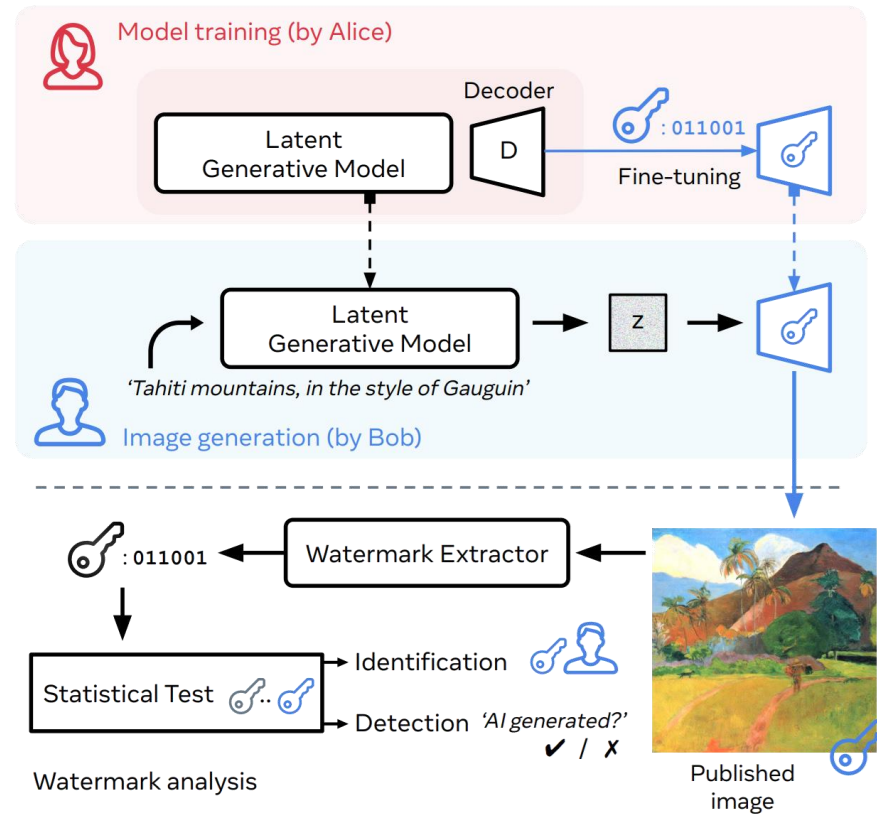 Model training (by Alice)
Decoder
Latent
Generative Model
D
: 011001
Fine-tuning
Latent
Generative Model
z
‘Tahiti mountains, in the style of Gauguin’
Image generation (by Bob)
: 011001
Watermark Extractor
Statistical Test
..
Identification
Detection
‘AI generated?’
✔ / ✗
Watermark analysis
Published
image